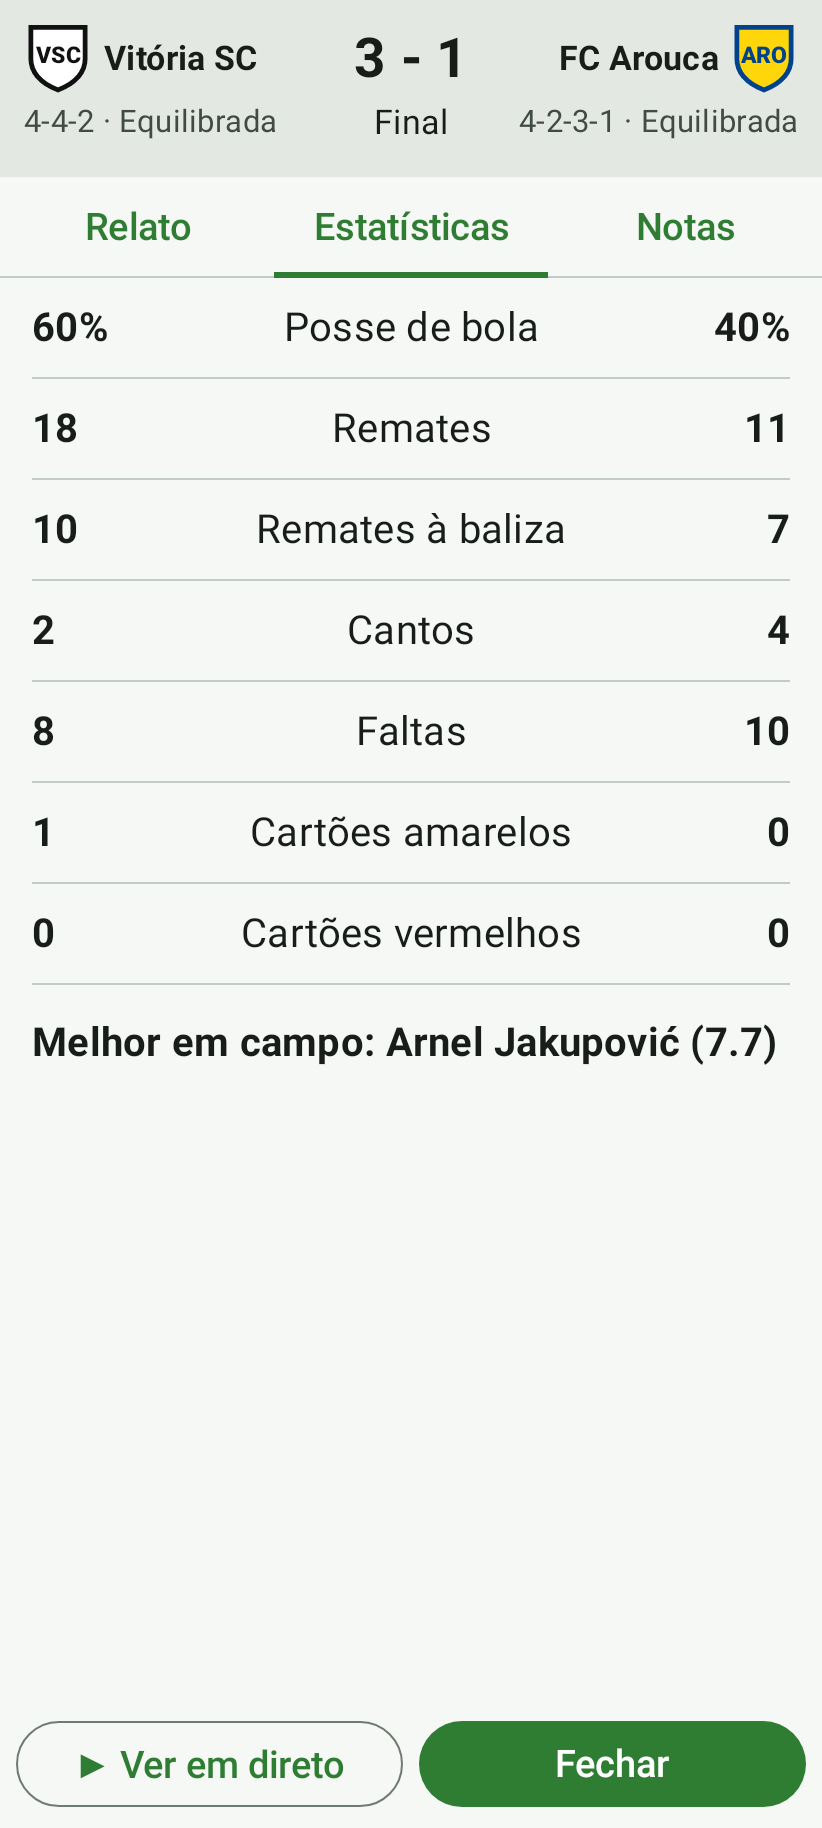 VSC Vitória SC 3 - 1 FC Arouca ARO
4-4-2 · Equilibrada Final 4-2-3-1 · Equilibrada
Relato Estatísticas Notas
60% Posse de bola 40%
18 Remates 11
10 Remates à baliza 7
2 Cantos 4
8 Faltas 10
1 Cartões amarelos 0
0 Cartões vermelhos 0
Melhor em campo: Arnel Jakupović (7.7)
► Ver em direto Fechar